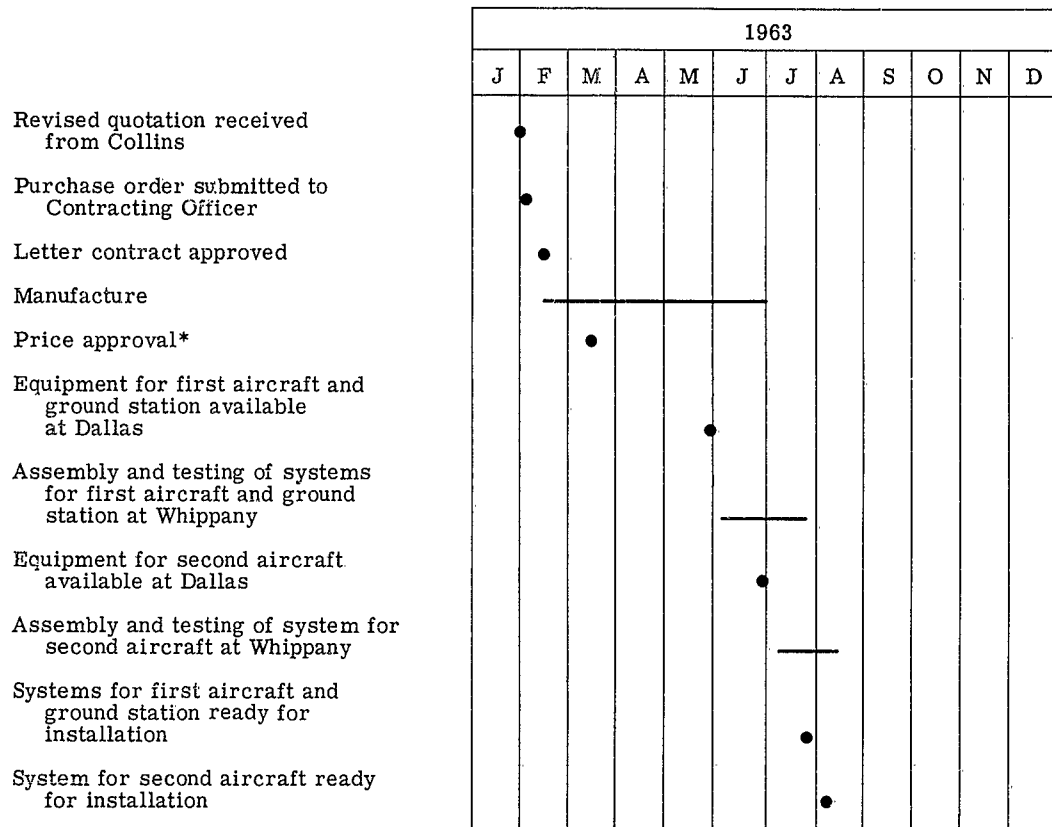 1963
J F M A M J J A S O N D
Revised quotation received
from Collins
Purchase order submitted to
Contracting Officer
Letter contract approved
Manufacture
Price approval*
Equipment for first aircraft and
ground station available
at Dallas
Assembly and testing of systems
for first aircraft and ground
station at Whippany
Equipment for second aircraft
available at Dallas
Assembly and testing of system for
second aircraft at Whippany
Systems for first aircraft and
ground station ready for
installation
System for second aircraft ready
for installation